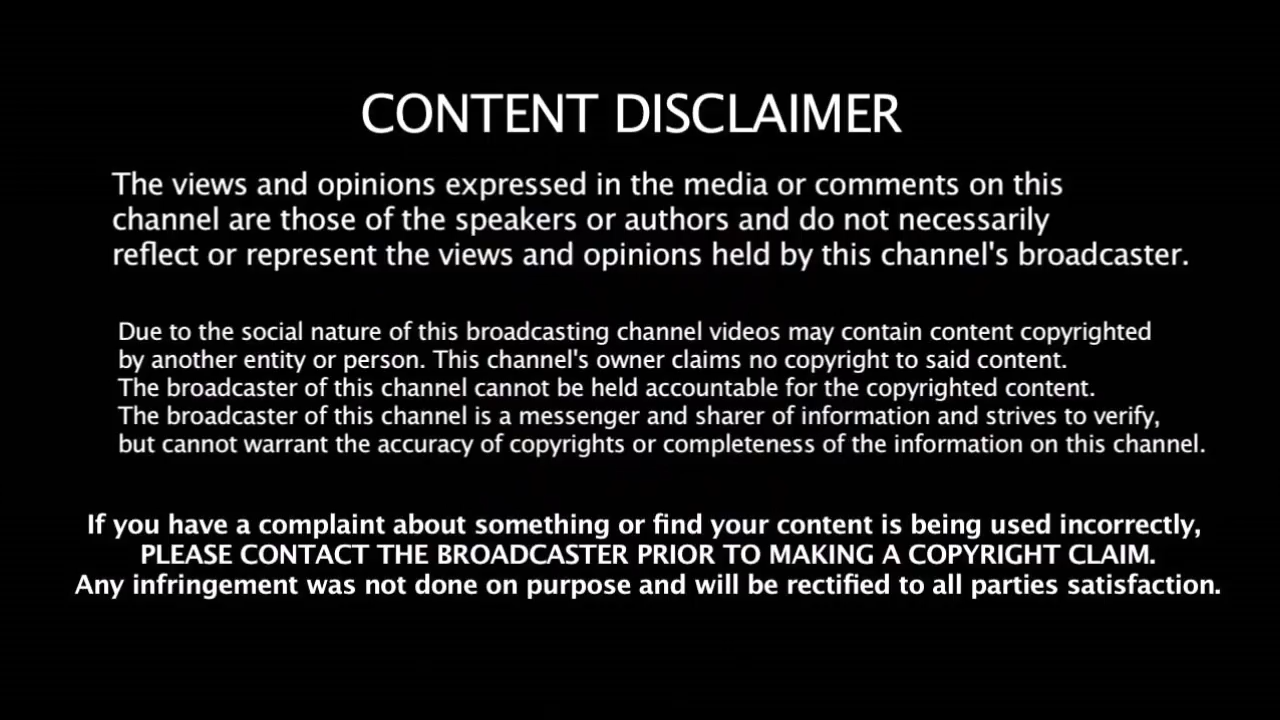 CONTENT DISCLAIMER
The views and opinions expressed in the media or comments on this
channel are those of the speakers or authors and do not necessarily
reflect or represent the views and opinions held by this channel's broadcaster.
Due to the social nature of this broadcasting channel videos may contain content copyrighted
by another entity or person. This channel's owner claims no copyright to said content.
The broadcaster of this channel cannot be held accountable for the copyrighted content.
The broadcaster of this channel is a messenger and sharer of information and strives to verify,
but cannot warrant the accuracy of copyrights or completeness of the information on this channel.
If you have a complaint about something or find your content is being used incorrectly,
PLEASE CONTACT THE BROADCASTER PRIOR TO MAKING A COPYRIGHT CLAIM.
Any infringement was not done on purpose and will be rectified to all parties satisfaction.